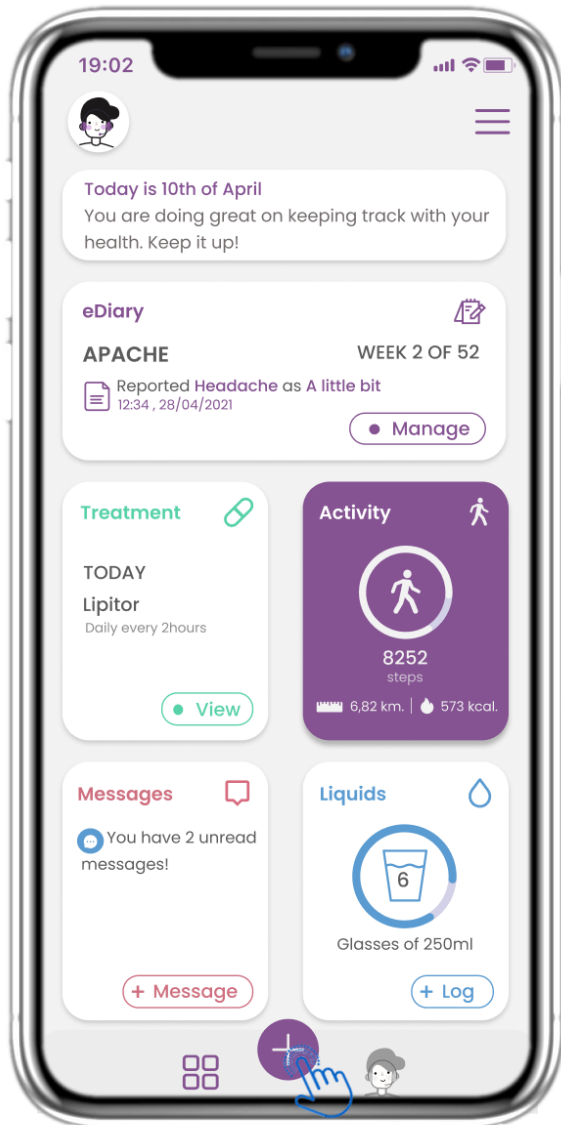 19:02
Today is 10th of April
You are doing great on keeping track with your
health. Keep it up!
eDiary
APACHE
WEEK 2 OF 52
Reported Headache as A little bit
12:34 , 28/04/2021
Manage
Treatment
TODAY
Lipitor
Daily every 2hours
View
Activity
8252
steps
6,82 km.
573 kcal.
Messages
You have 2 unread
messages!
+ Message
Liquids
6
Glasses of 250ml
+ Log